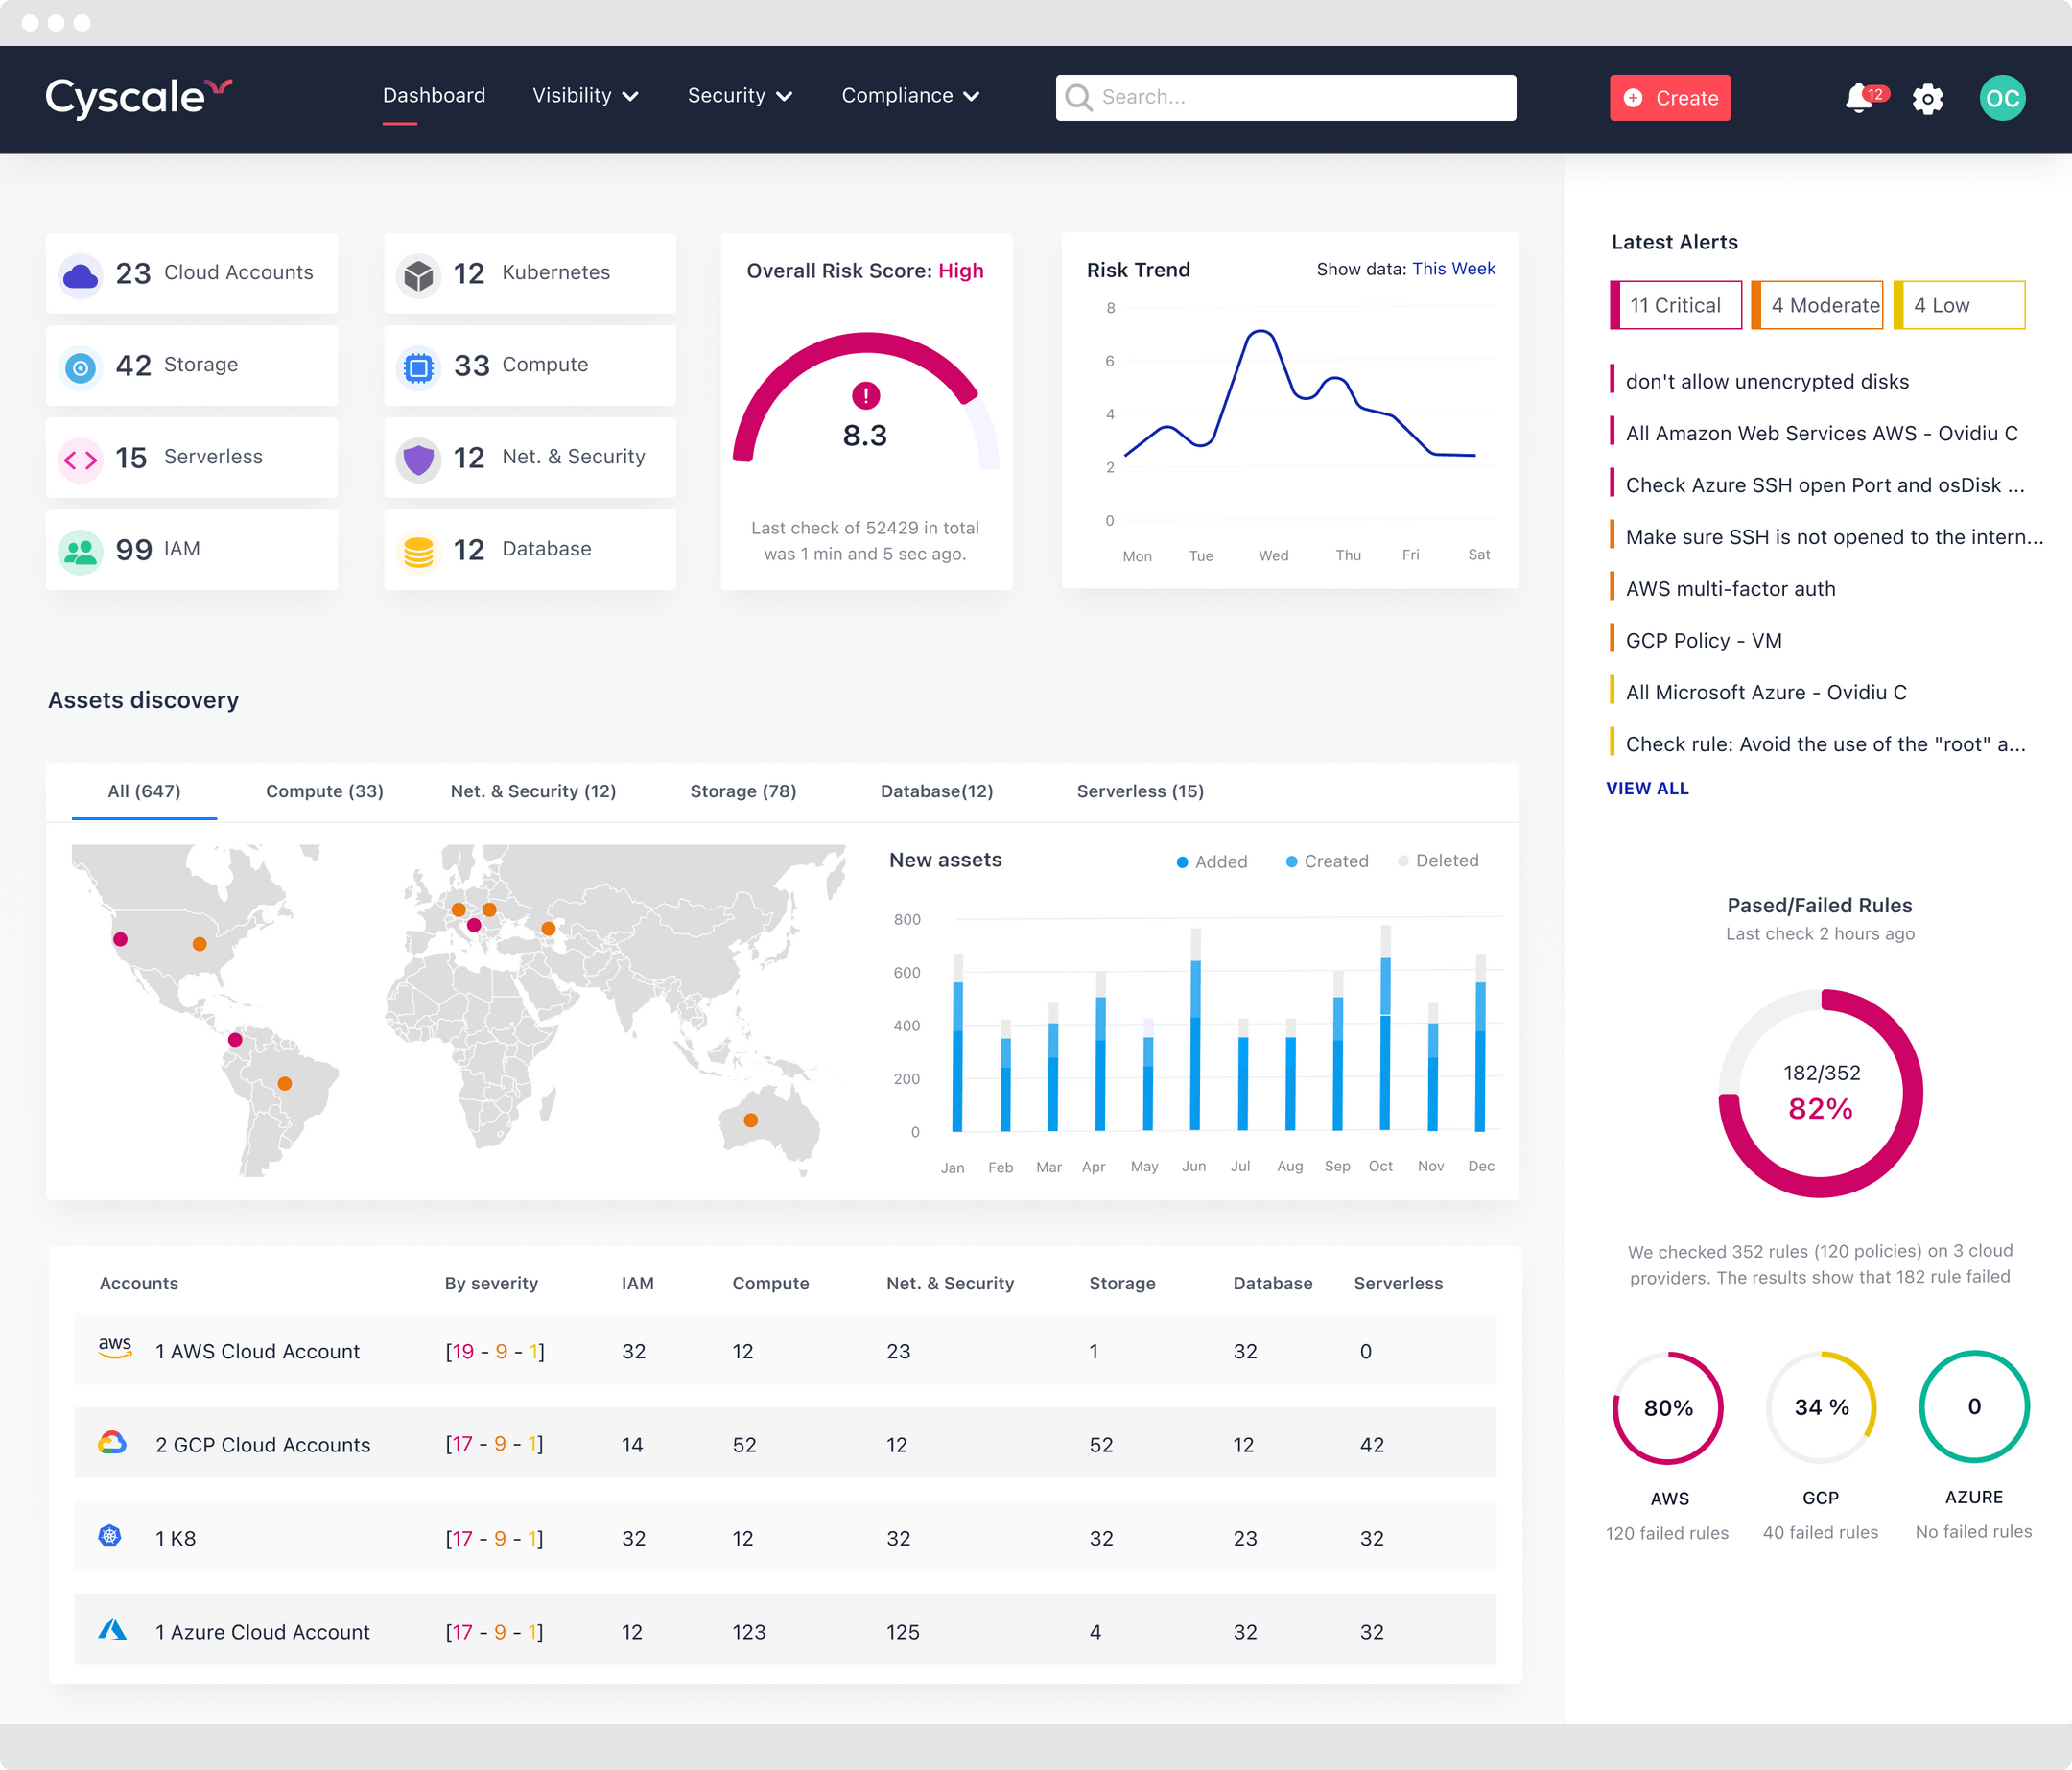 Cyscale
Dashboard Visibility Security Compliance
Search...
Create
12
OC
23 Cloud Accounts
42 Storage
15 Serverless
99 IAM
12 Kubernetes
33 Compute
12 Net. & Security
12 Database
Overall Risk Score: High
!
8.3
Last check of 52429 in total
was 1 min and 5 sec ago.
Risk Trend
Show data: This Week
8
6
4
2
0
Mon Tue Wed Thu Fri Sat
Latest Alerts
11 Critical
4 Moderate
4 Low
don't allow unencrypted disks
All Amazon Web Services AWS - Ovidiu C
Check Azure SSH open Port and osDisk ...
Make sure SSH is not opened to the intern...
AWS multi-factor auth
GCP Policy - VM
All Microsoft Azure - Ovidiu C
Check rule: Avoid the use of the "root" a...
VIEW ALL
Assets discovery
All (647) Compute (33) Net. & Security (12) Storage (78) Database(12) Serverless (15)
New assets
Added Created Deleted
800
600
400
200
0
Jan Feb Mar Apr May Jun Jul Aug Sep Oct Nov Dec
Pased/Failed Rules
Last check 2 hours ago
182/352
82%
We checked 352 rules (120 policies) on 3 cloud
providers. The results show that 182 rule failed
80%
AWS
120 failed rules
34 %
GCP
40 failed rules
0
AZURE
No failed rules
Accounts By severity IAM Compute Net. & Security Storage Database Serverless
aws 1 AWS Cloud Account [19 - 9 - 1] 32 12 23 1 32 0
2 GCP Cloud Accounts [17 - 9 - 1] 14 52 12 52 12 42
1 K8 [17 - 9 - 1] 32 12 32 32 23 32
1 Azure Cloud Account [17 - 9 - 1] 12 123 125 4 32 32